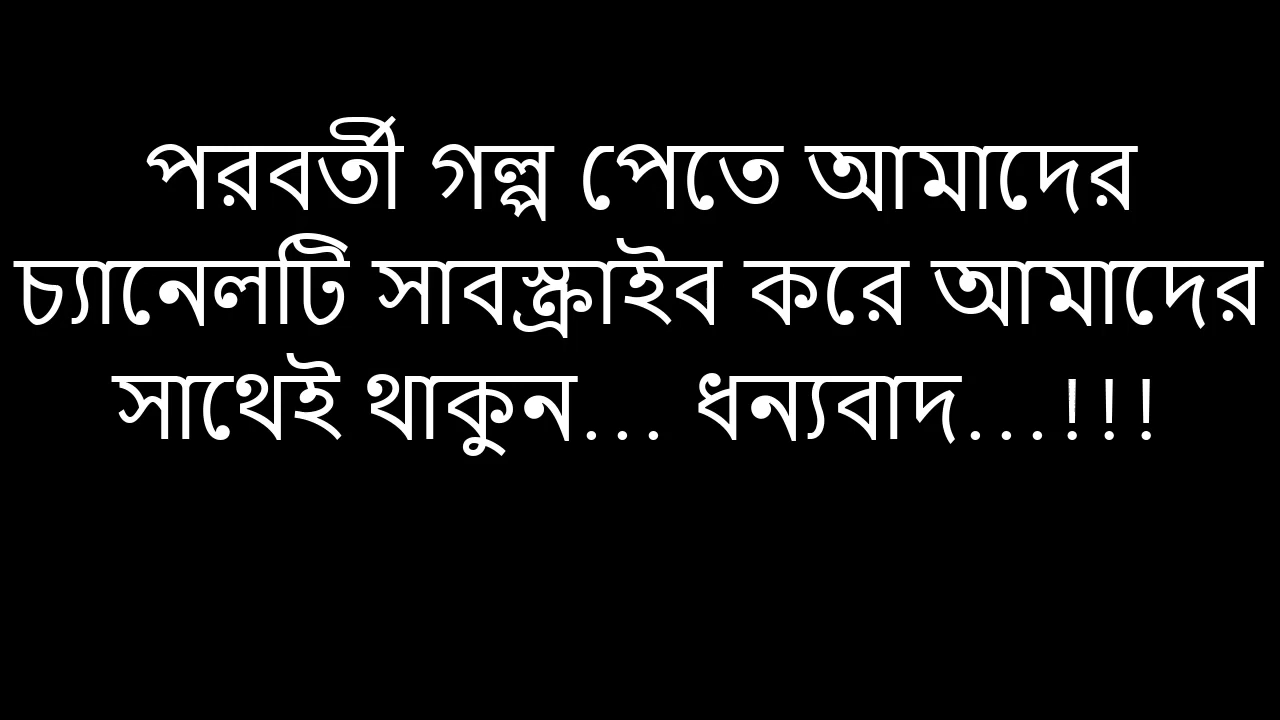 পরবর্তী গল্প পেতে আমাদের
চ্যানেলটি সাবস্ক্রাইব করে আমাদের
সাথেই থাকুন... ধন্যবাদ...!!!